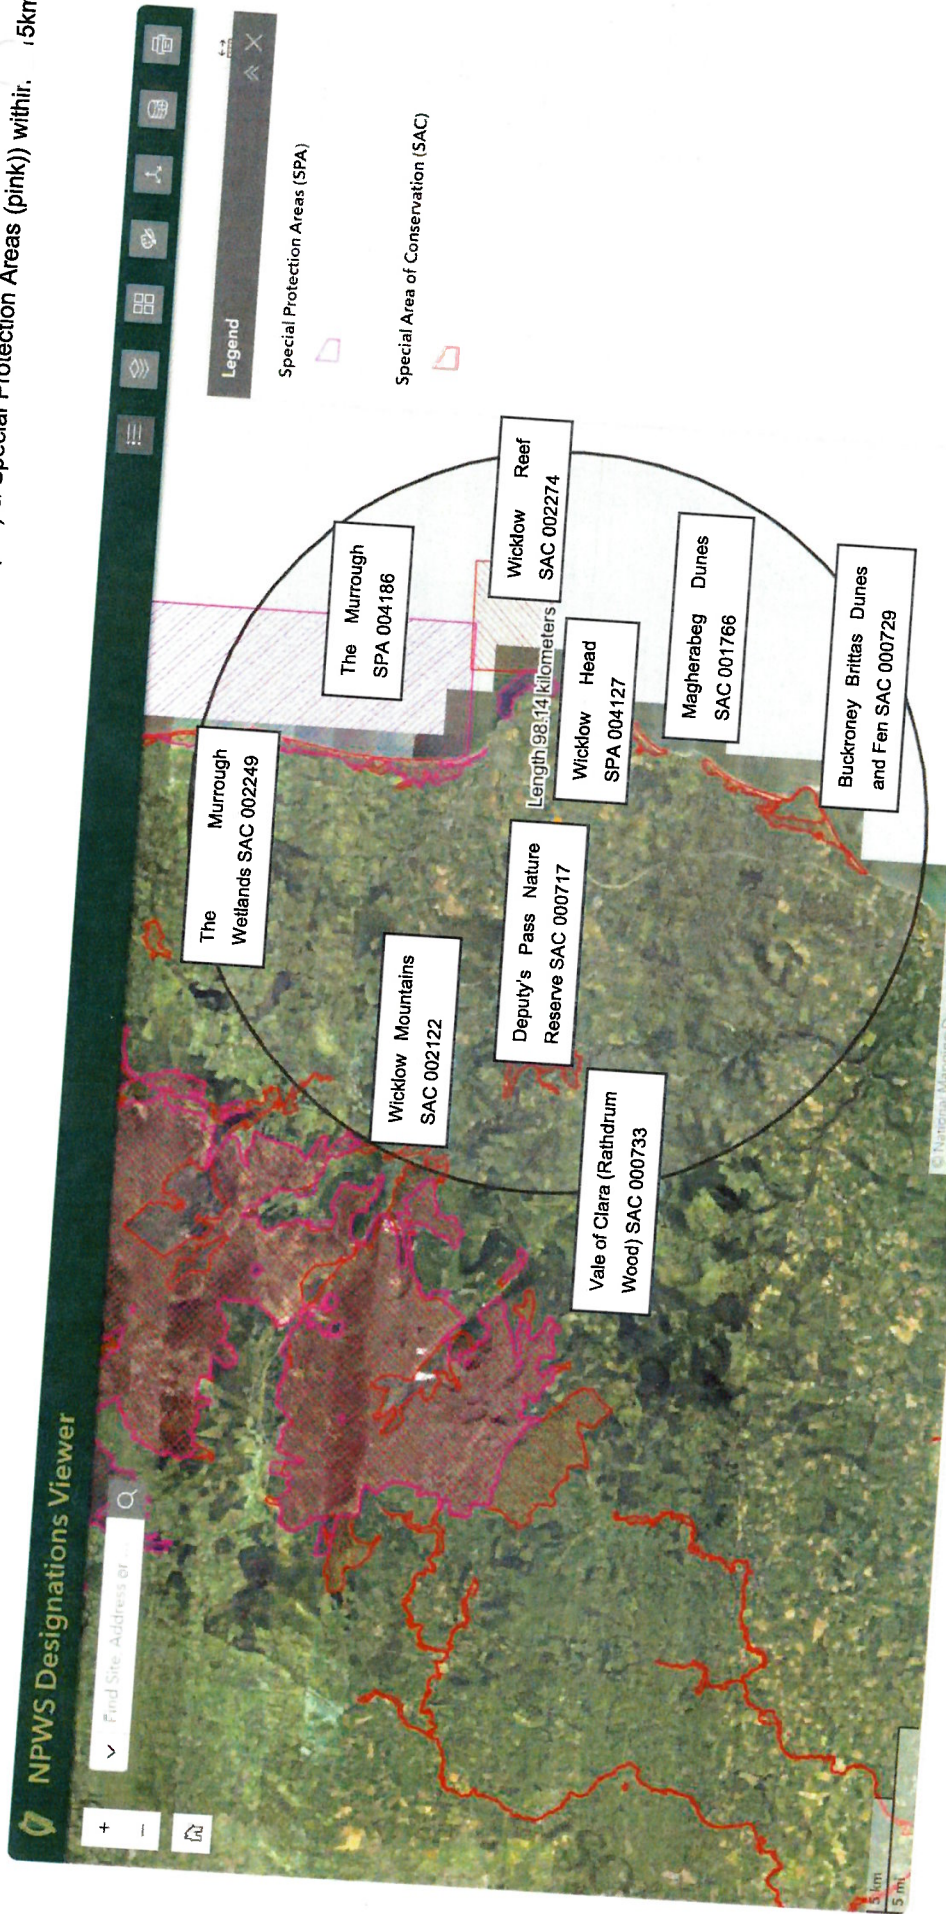 Special Protection Areas (pink)) within 15km
NPWS Designations Viewer
Find Site, Address or ...
Legend
Special Protection Areas (SPA)
Special Area of Conservation (SAC)
The Murrough
Wetlands SAC 002249
The Murrough
SPA 004186
Wicklow Mountains
SAC 002122
Wicklow Reef
SAC 002274
Length 98.14 kilometers
Deputy's Pass Nature
Reserve SAC 000717
Wicklow Head
SPA 004127
Vale of Clara (Rathdrum
Wood) SAC 000733
Magherabeg Dunes
SAC 001766
Buckroney Brittas Dunes
and Fen SAC 000729
5 km
5 mi
© National